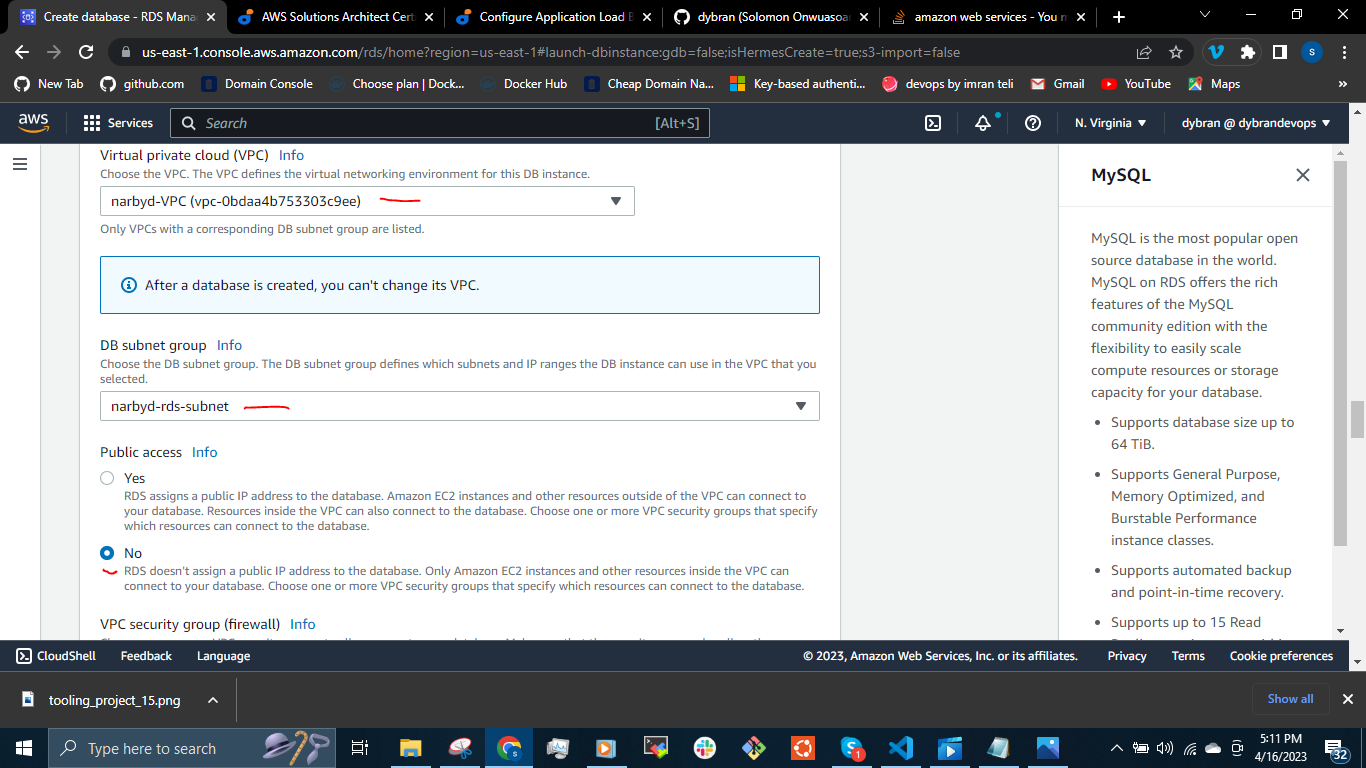 Create database - RDS Mana
AWS Solutions Architect Cert
Configure Application Load B
dybran (Solomon Onwuasoan
amazon web services - You n
us-east-1.console.aws.amazon.com/rds/home?region=us-east-1#launch-dbinstance:gdb=false;isHermesCreate=true;s3-import=false
S
New Tab
github.com
Domain Console
Choose plan | Dock...
Docker Hub
Cheap Domain Na...
Key-based authenti...
devops by imran teli
Gmail
YouTube
Maps
»
aws
Services
Search
[Alt+S]
N. Virginia
dybran @ dybrandevops
Virtual private cloud (VPC) Info
Choose the VPC. The VPC defines the virtual networking environment for this DB instance.
narbyd-VPC (vpc-0bdaa4b753303c9ee)
Only VPCs with a corresponding DB subnet group are listed.
After a database is created, you can't change its VPC.
DB subnet group Info
Choose the DB subnet group. The DB subnet group defines which subnets and IP ranges the DB instance can use in the VPC that you
selected.
narbyd-rds-subnet
Public access Info
Yes
RDS assigns a public IP address to the database. Amazon EC2 instances and other resources outside of the VPC can connect to
your database. Resources inside the VPC can also connect to the database. Choose one or more VPC security groups that specify
which resources can connect to the database.
No
RDS doesn't assign a public IP address to the database. Only Amazon EC2 instances and other resources inside the VPC can
connect to your database. Choose one or more VPC security groups that specify which resources can connect to the database.
VPC security group (firewall) Info
MySQL
MySQL is the most popular open
source database in the world.
MySQL on RDS offers the rich
features of the MySQL
community edition with the
flexibility to easily scale
compute resources or storage
capacity for your database.
• Supports database size up to
64 TiB.
• Supports General Purpose,
Memory Optimized, and
Burstable Performance
instance classes.
• Supports automated backup
and point-in-time recovery.
• Supports up to 15 Read
CloudShell
Feedback
Language
© 2023, Amazon Web Services, Inc. or its affiliates.
Privacy
Terms
Cookie preferences
tooling_project_15.png
Show all
Type here to search
S
1
5:11 PM
4/16/2023
32